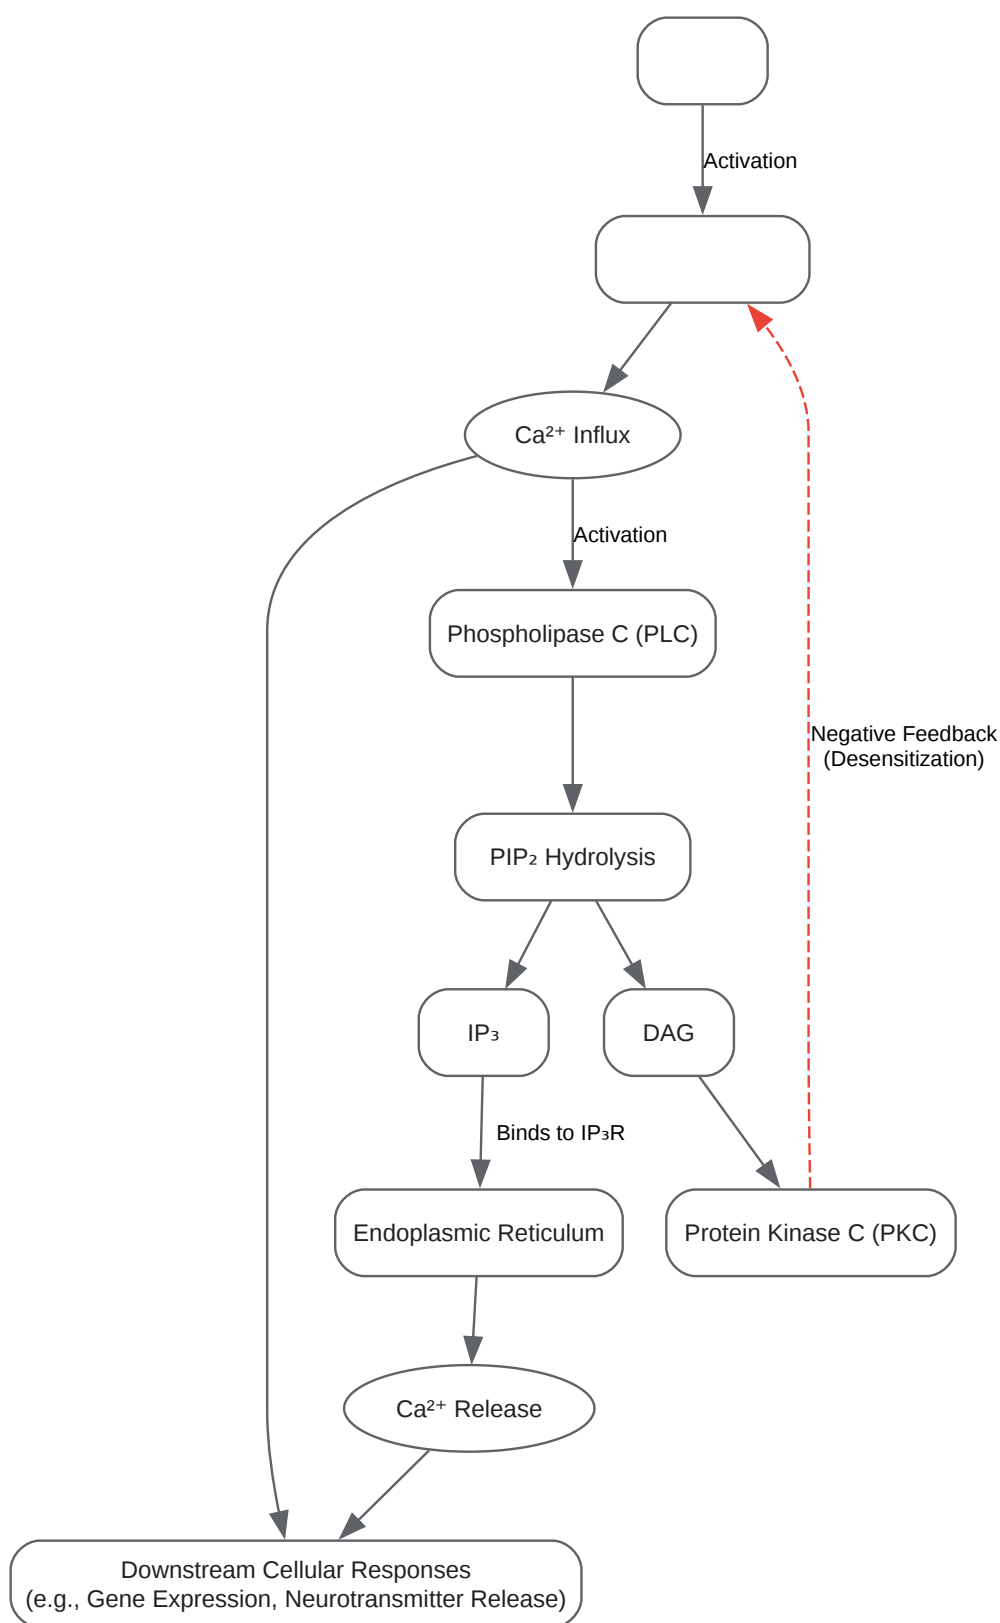 Activation
Ca²⁺ Influx
Activation
Phospholipase C (PLC)
Negative Feedback
(Desensitization)
PIP₂ Hydrolysis
IP₃
DAG
Binds to IP₃R
Endoplasmic Reticulum
Protein Kinase C (PKC)
Ca²⁺ Release
Downstream Cellular Responses
(e.g., Gene Expression, Neurotransmitter Release)